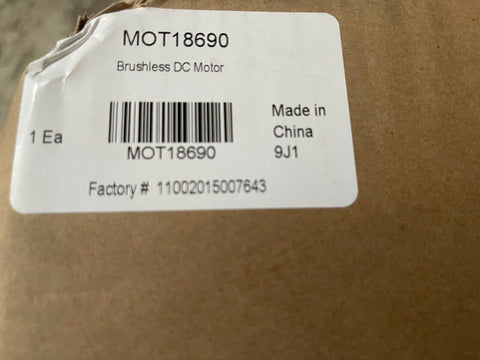 MOT18690
Brushless DC Motor
1 Ea
MOT18690
Made in
China
9J1
Factory # 11002015007643